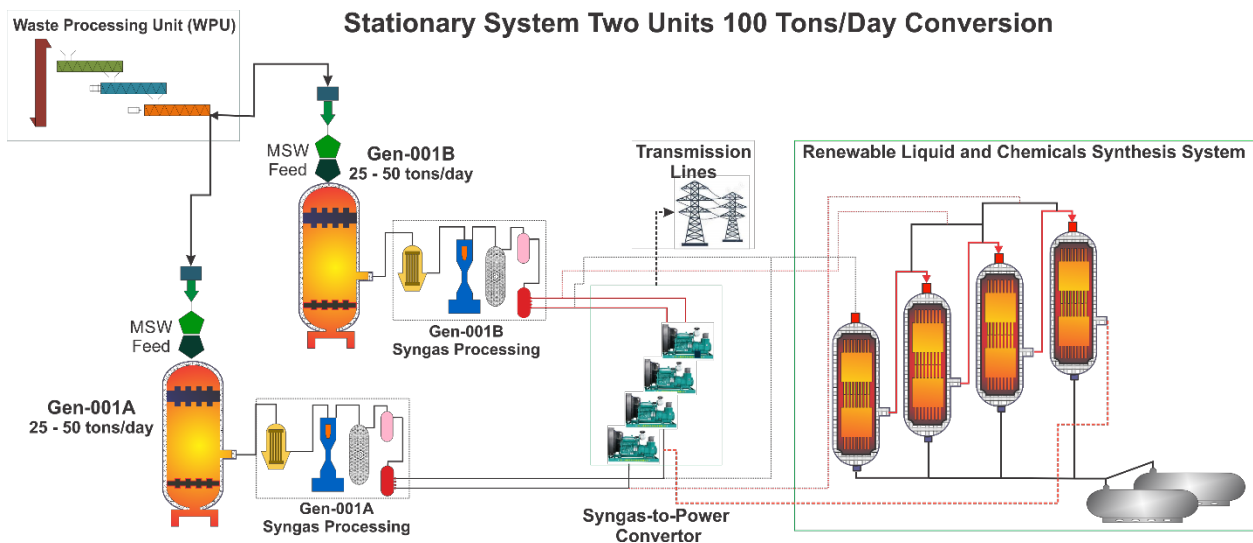 Stationary System Two Units 100 Tons/Day Conversion
Waste Processing Unit (WPU)
MSW
Feed
Gen-001B
25 - 50 tons/day
Transmission
Lines
Renewable Liquid and Chemicals Synthesis System
Gen-001B
Syngas Processing
MSW
Feed
Gen-001A
25 - 50 tons/day
Gen-001A
Syngas Processing
Syngas-to-Power
Convertor